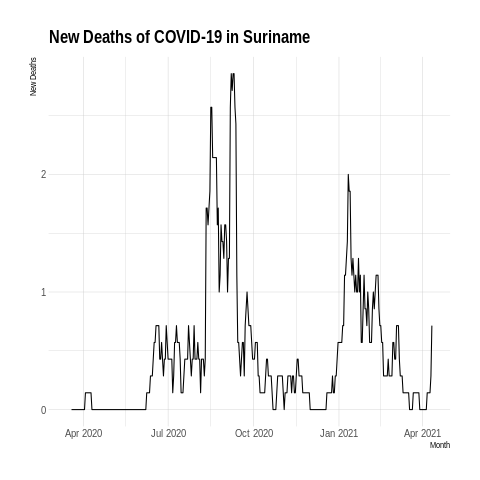 New Deaths of COVID-19 in Suriname
New Deaths
2
1
0
Apr 2020 Jul 2020 Oct 2020 Jan 2021 Apr 2021
Month